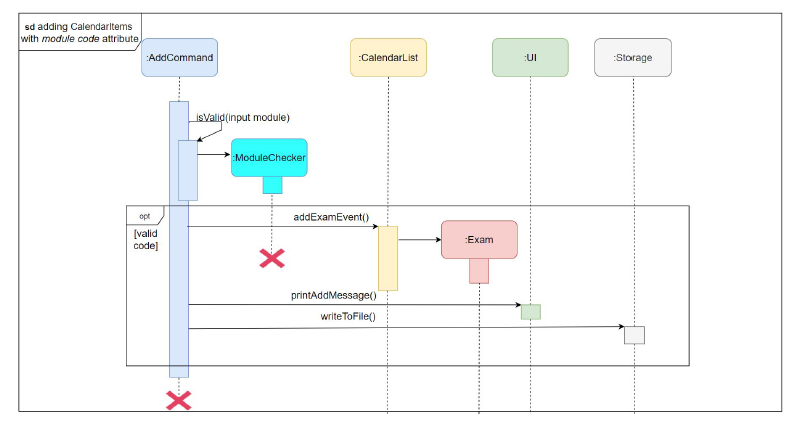 sd adding CalendarItems
with module code attribute
:AddCommand
:CalendarList
:UI
:Storage
isValid(input module)
:ModuleChecker
opt
[valid
code]
addExamEvent()
:Exam
printAddMessage()
writeToFile()